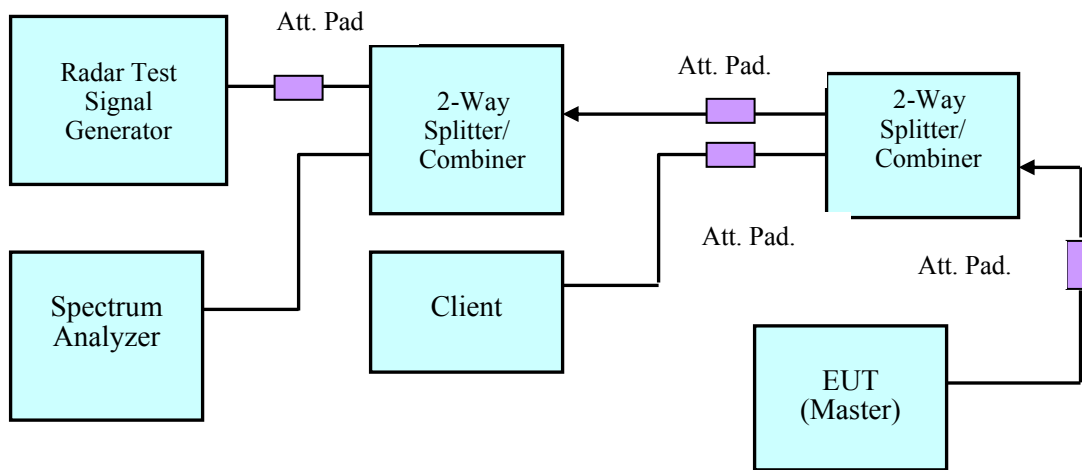 Att. Pad
Radar Test
Signal
Generator
2-Way
Splitter/
Combiner
Att. Pad.
2-Way
Splitter/
Combiner
Att. Pad.
Att. Pad.
Spectrum
Analyzer
Client
EUT
(Master)